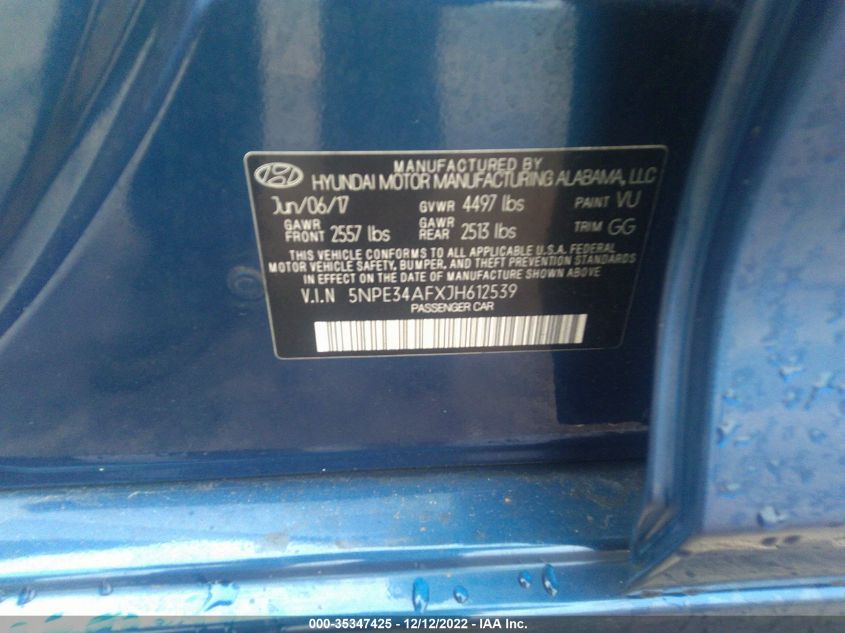 MANUFACTURED BY
HYUNDAI MOTOR MANUFACTURING ALABAMA, LLC
Jun/06/17 GVWR 4497 lbs PAINT VU
GAWR FRONT 2557 lbs GAWR REAR 2513 lbs TRIM GG
THIS VEHICLE CONFORMS TO ALL APPLICABLE U.S.A. FEDERAL
MOTOR VEHICLE SAFETY, BUMPER, AND THEFT PREVENTION STANDARDS
IN EFFECT ON THE DATE OF MANUFACTURE SHOWN ABOVE.
V.I.N 5NPE34AFXJH612539
PASSENGER CAR
000-35347425 - 12/12/2022 - IAA Inc.